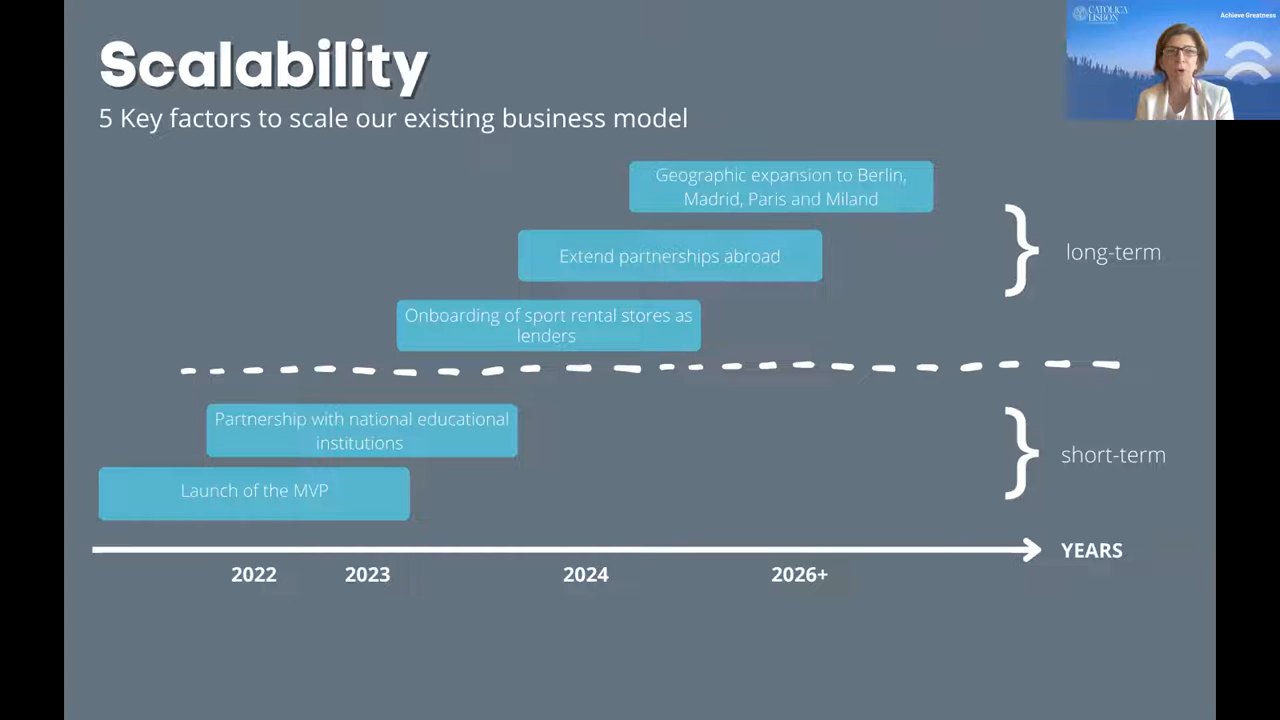 Scalability
5 Key factors to scale our existing business model
CATÓLICA
LISBON
Achieve Greatness
Geographic expansion to Berlin,
Madrid, Paris and Miland
Extend partnerships abroad
Onboarding of sport rental stores as
lenders
long-term
Partnership with national educational
institutions
Launch of the MVP
short-term
YEARS
2022 2023 2024 2026+